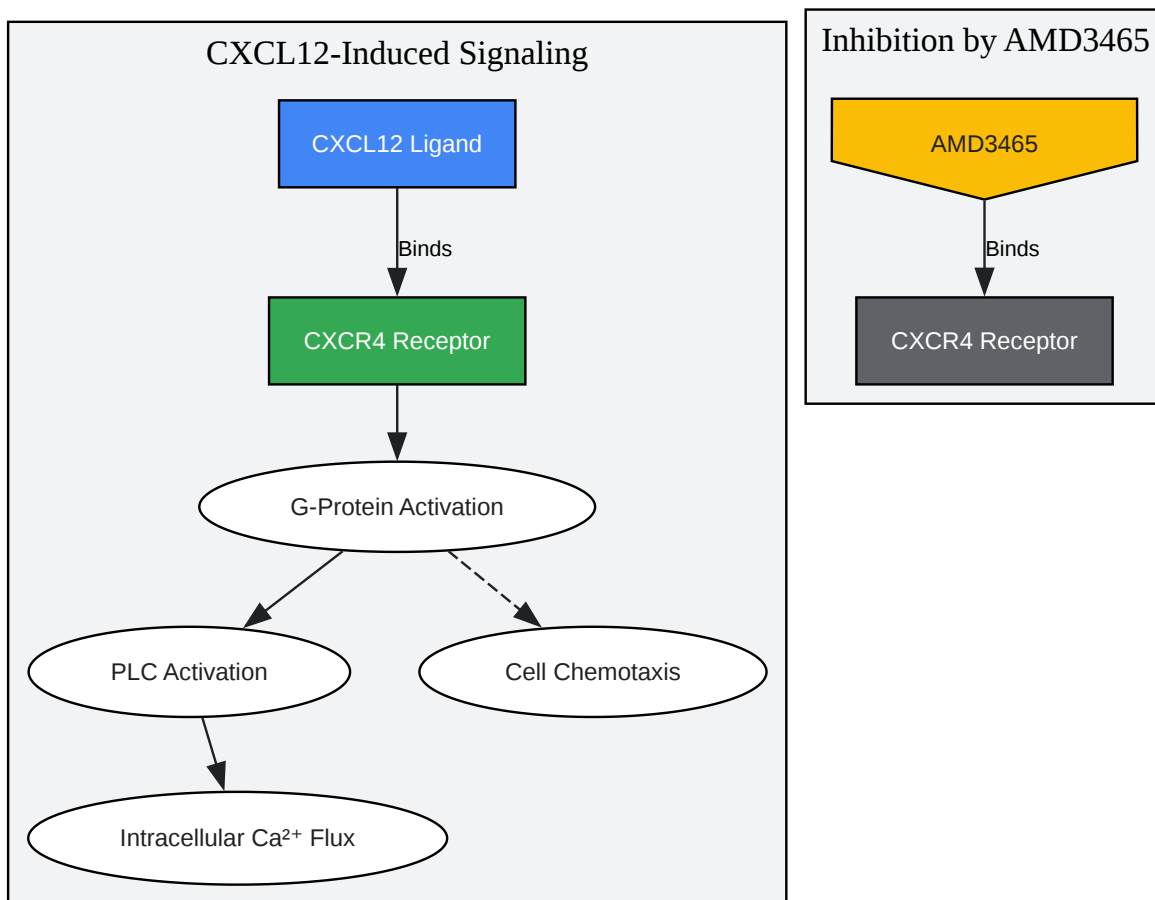 CXCL12-Induced Signaling
CXCL12 Ligand
Binds
CXCR4 Receptor
G-Protein Activation
PLC Activation
Cell Chemotaxis
Intracellular Ca²⁺ Flux
Inhibition by AMD3465
AMD3465
Binds
CXCR4 Receptor